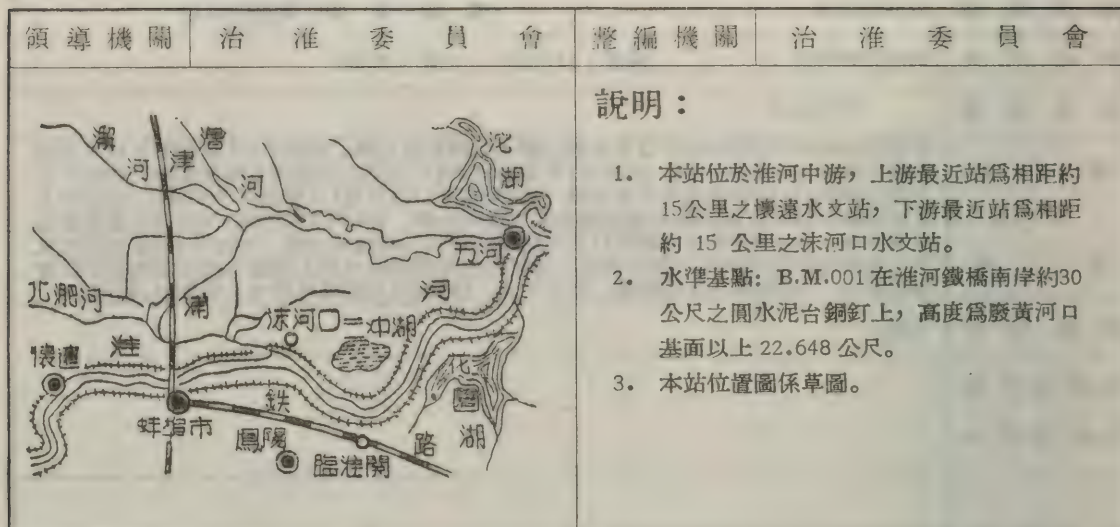 領導機關 治淮委員會 整編機關 治淮委員會
說明：
1. 本站位於淮河中游，上游最近站爲相距約
15公里之懷遠水文站，下游最近站爲相距
約 15 公里之沫河口水文站。
2. 水準基點: B.M.001 在淮河鐵橋南岸約30
公尺之圓水泥台銅釘上，高度爲廢黃河口
基面以上 22.648 公尺。
3. 本站位置圖係草圖。
澮
河
津
河
沱
湖
五河
北淝河
浦
沫河口
冲湖
河
懷遠
淮
花
園
湖
蚌埠市
鉄
路
鳳陽
臨淮關